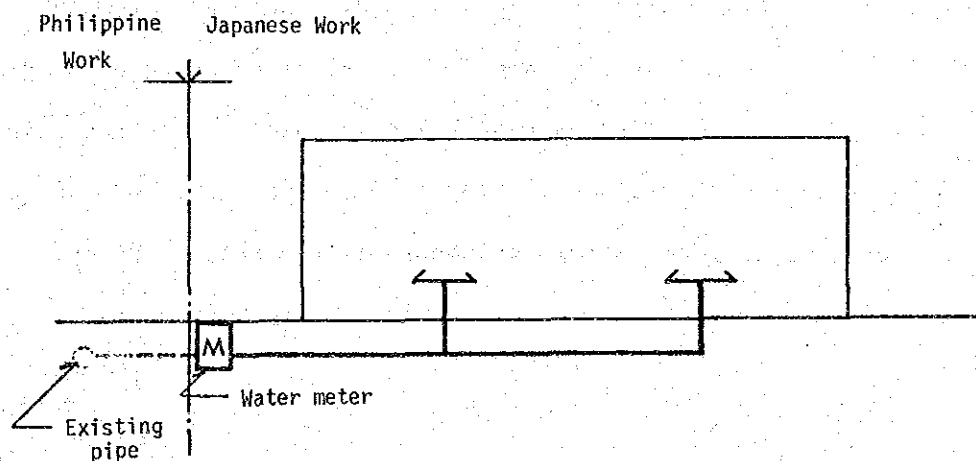 Philippine Work
Japanese Work
M
Water meter
Existing pipe